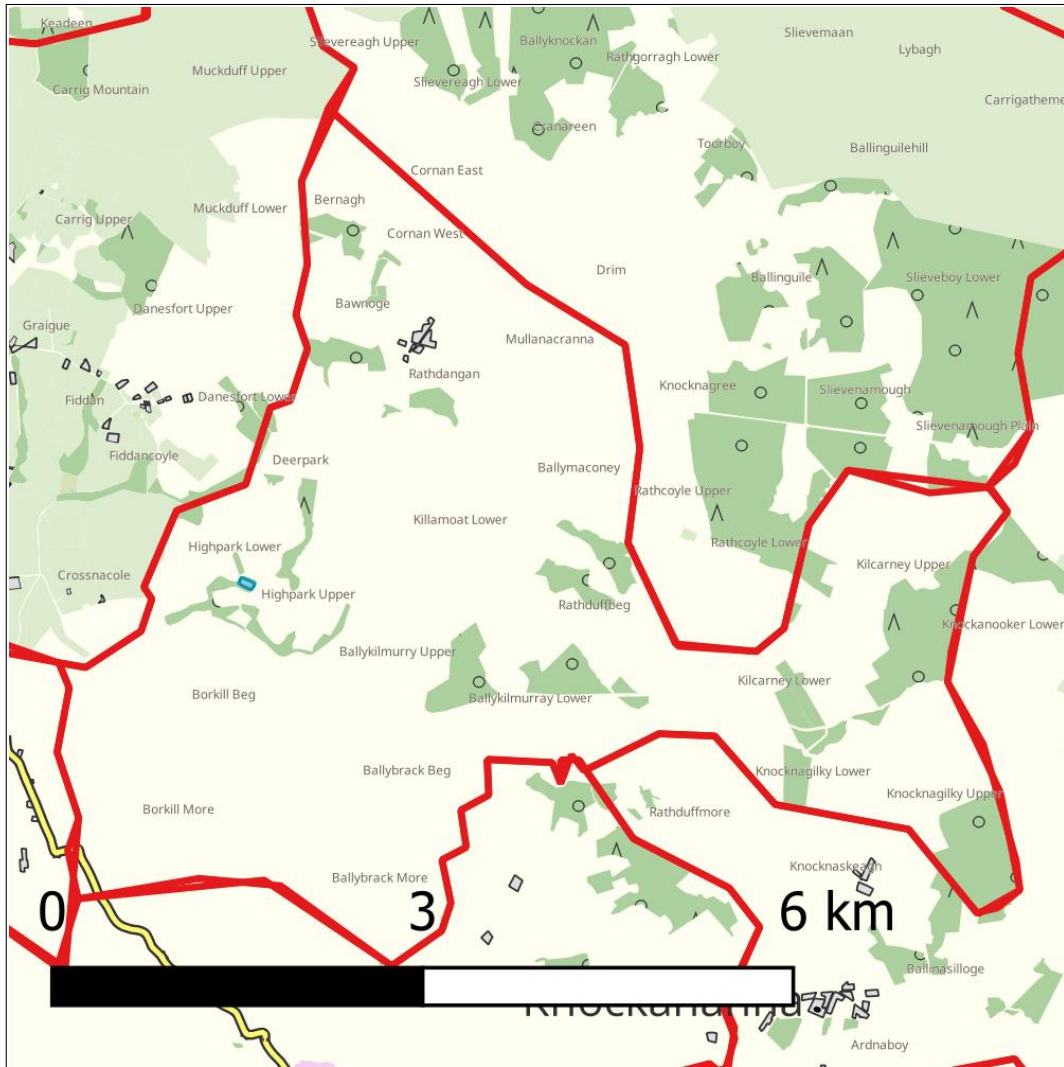 Keadeen
Slievereagh Upper
Ballyknockan
Slievemaan
Lybagh
Rathgorragh Lower
Muckduff Upper
Slievereagh Lower
Carrig Mountain
Carrigatheme
Cranareen
Toorboy
Ballinguilehill
Cornan East
Bernagh
Muckduff Lower
Carrig Upper
Cornan West
Drim
Ballinguile
Slieveboy Lower
Bawnoge
Danesfort Upper
Graigue
Mullanacranna
Rathdangan
Knocknagree
Slievenamough
Fiddan
Danesfort Lower
Slievenamough Plain
Fiddancoyle
Deerpark
Ballymaconey
Rathcoyle Upper
Killamoat Lower
Rathcoyle Lower
Highpark Lower
Kilcarney Upper
Crossnacole
Highpark Upper
Rathduffbeg
Knockanooker Lower
Ballykilmurry Upper
Kilcarney Lower
Borkill Beg
Ballykilmurray Lower
Ballybrack Beg
Knocknagilky Lower
Knocknagilky Upper
Borkill More
Rathduffmore
Knocknaskeagh
Ballybrack More
0 3 6 km
Ballinasilloge
Knockananna
Ardnaboy